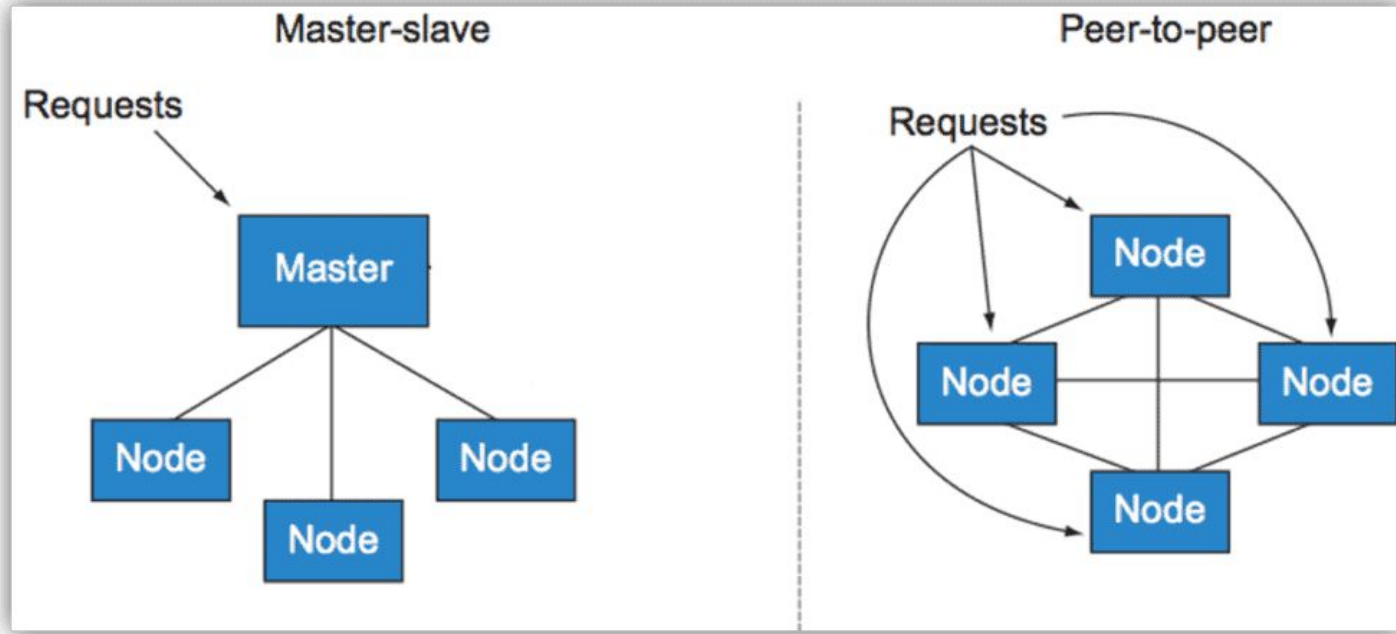 Master-slave
Requests
Master
Node
Node
Node
Peer-to-peer
Requests
Node
Node
Node
Node